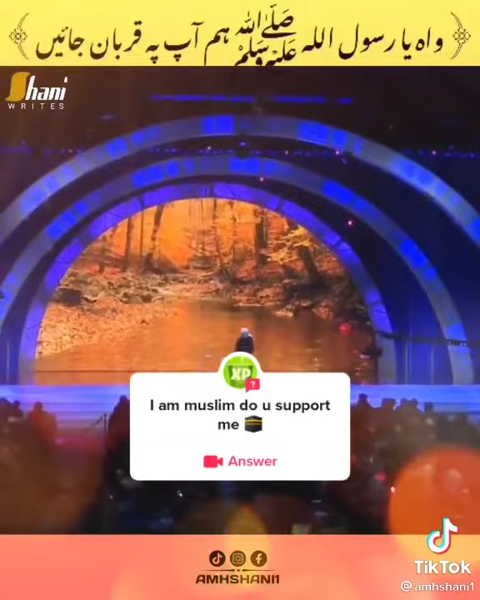 واہ یا رسول اللہ ﷺ ہم آپ پہ قربان جائیں
Shani
WRITES
XP
?
I am muslim do u support
me 🕋
Answer
AMHSHANI1
TikTok
@amhshani1